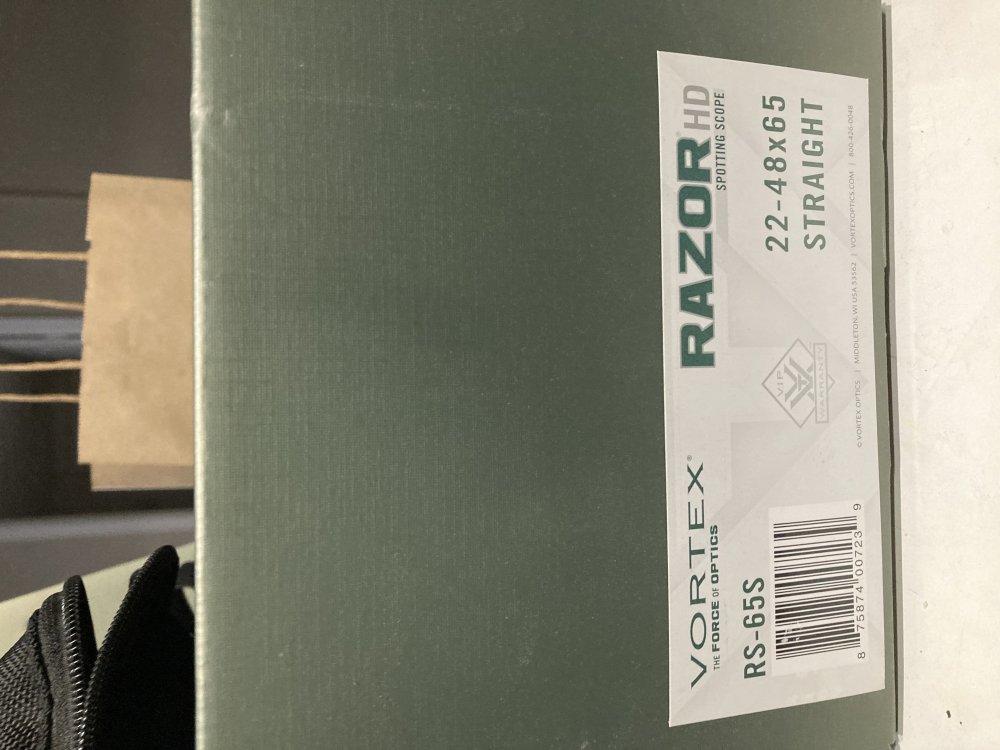 VORTEX®
THE FORCE OF OPTICS
RAZOR® HD
SPOTTING SCOPE
RS-65S
22-48x65
STRAIGHT
VIP
WARRANTY
8 75874 00723 9
© VORTEX OPTICS | MIDDLETON, WI USA 53562 | VORTEXOPTICS.COM | 800-426-0048